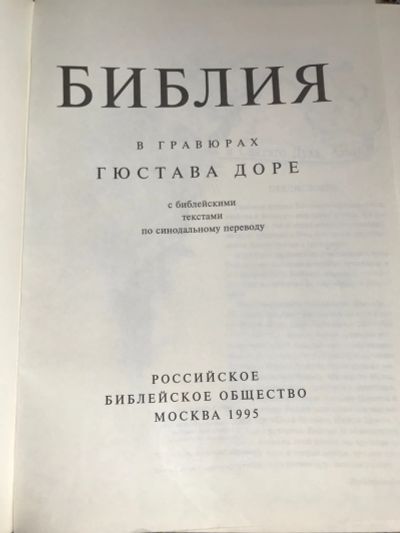 БИБЛИЯ
В ГРАВЮРАХ
ГЮСТАВА ДОРЕ
с библейскими
текстами
по синодальному переводу
РОССИЙСКОЕ
БИБЛЕЙСКОЕ ОБЩЕСТВО
МОСКВА 1995